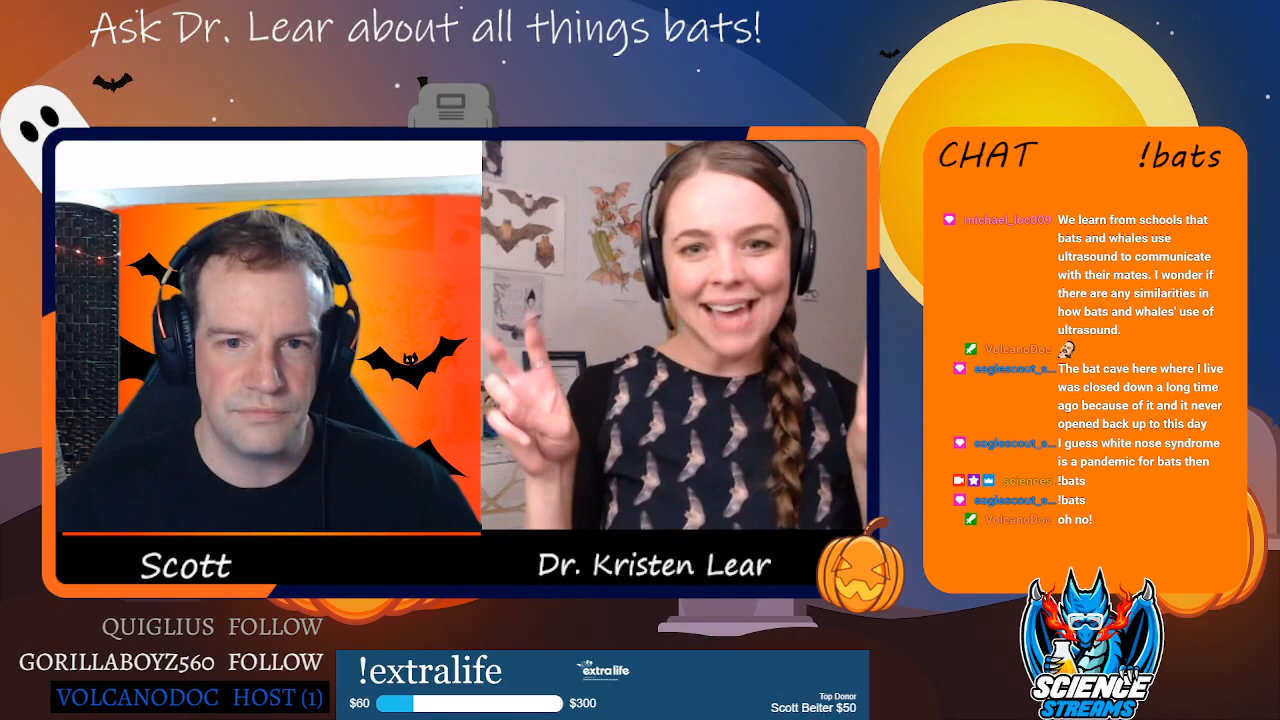 Ask Dr. Lear about all things bats!
CHAT !bats
michael_loc009 We learn from schools that
bats and whales use
ultrasound to communicate
with their mates. I wonder if
there are any similarities in
how bats and whales' use of
ultrasound.
VolcanoDoc
eaglescout_s... The bat cave here where I live
was closed down a long time
ago because of it and it never
opened back up to this day
eaglescout_s... I guess white nose syndrome
is a pandemic for bats then
sciences.. !bats
eaglescout_s... !bats
VolcanoDoc oh no!
Scott
Dr. Kristen Lear
QUIGLIUS FOLLOW
GORILLABOYZ560 FOLLOW
VOLCANODOC HOST (1)
!extralife
extralife
$60 $300
Top Donor
Scott Belter $50
SCIENCE
STREAMS